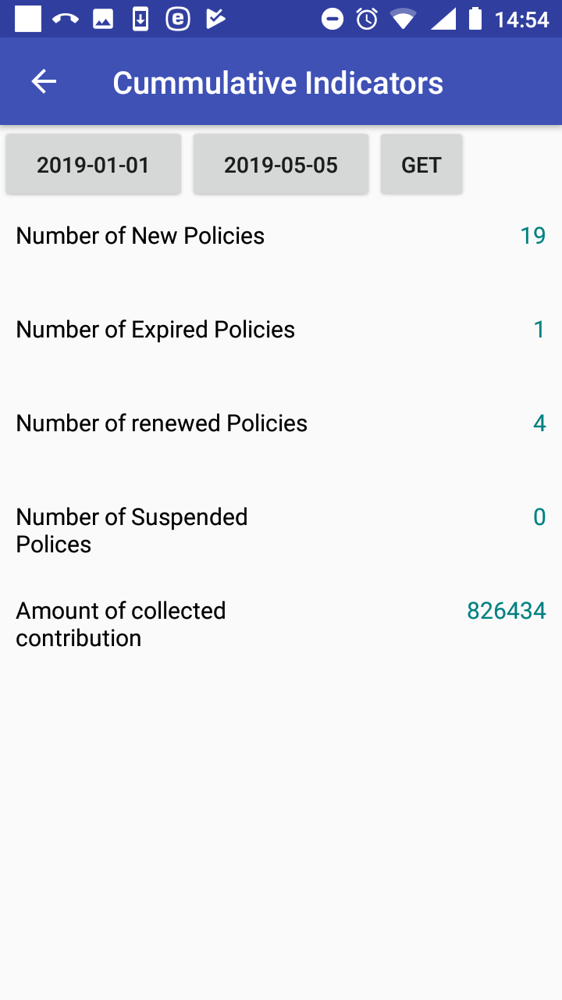 14:54
Cummulative Indicators
2019-01-01 2019-05-05 GET
Number of New Policies 19
Number of Expired Policies 1
Number of renewed Policies 4
Number of Suspended 0
Polices
Amount of collected 826434
contribution